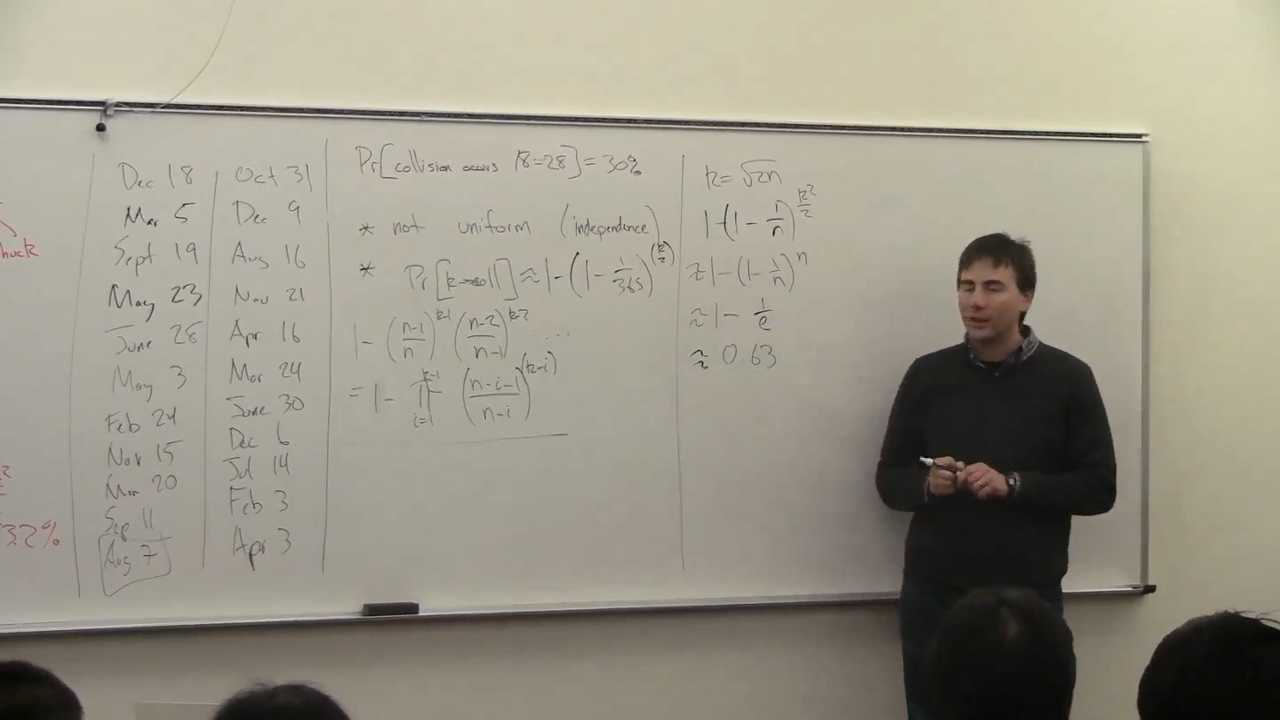 huck
3.2%
Dec 18
Mar 5
Sept 19
May 23
June 28
May 3
Feb 24
Nov 15
Mar 20
Sep 11
Aug 7
Oct 31
Dec 9
Aug 16
Nov 21
Apr 16
Mar 24
June 30
Dec 6
Jul 14
Feb 3
Apr 3
Pr[collision occurs k=28] = 30%
* not uniform (independence)
* Pr[k→coll] ≈ 1-(1-1/365)^(k/2)
1 - (n-1/n)^k-1 (n-2/n-1)^k-2 ...
= 1 - ∏ k-1 i=1 (n-i-1/n-i)^(k-i)
k = √2n
1-(1-1/n)^k²/2
≈ 1-(1-1/n)^n
≈ 1 - 1/e
≈ 0.63